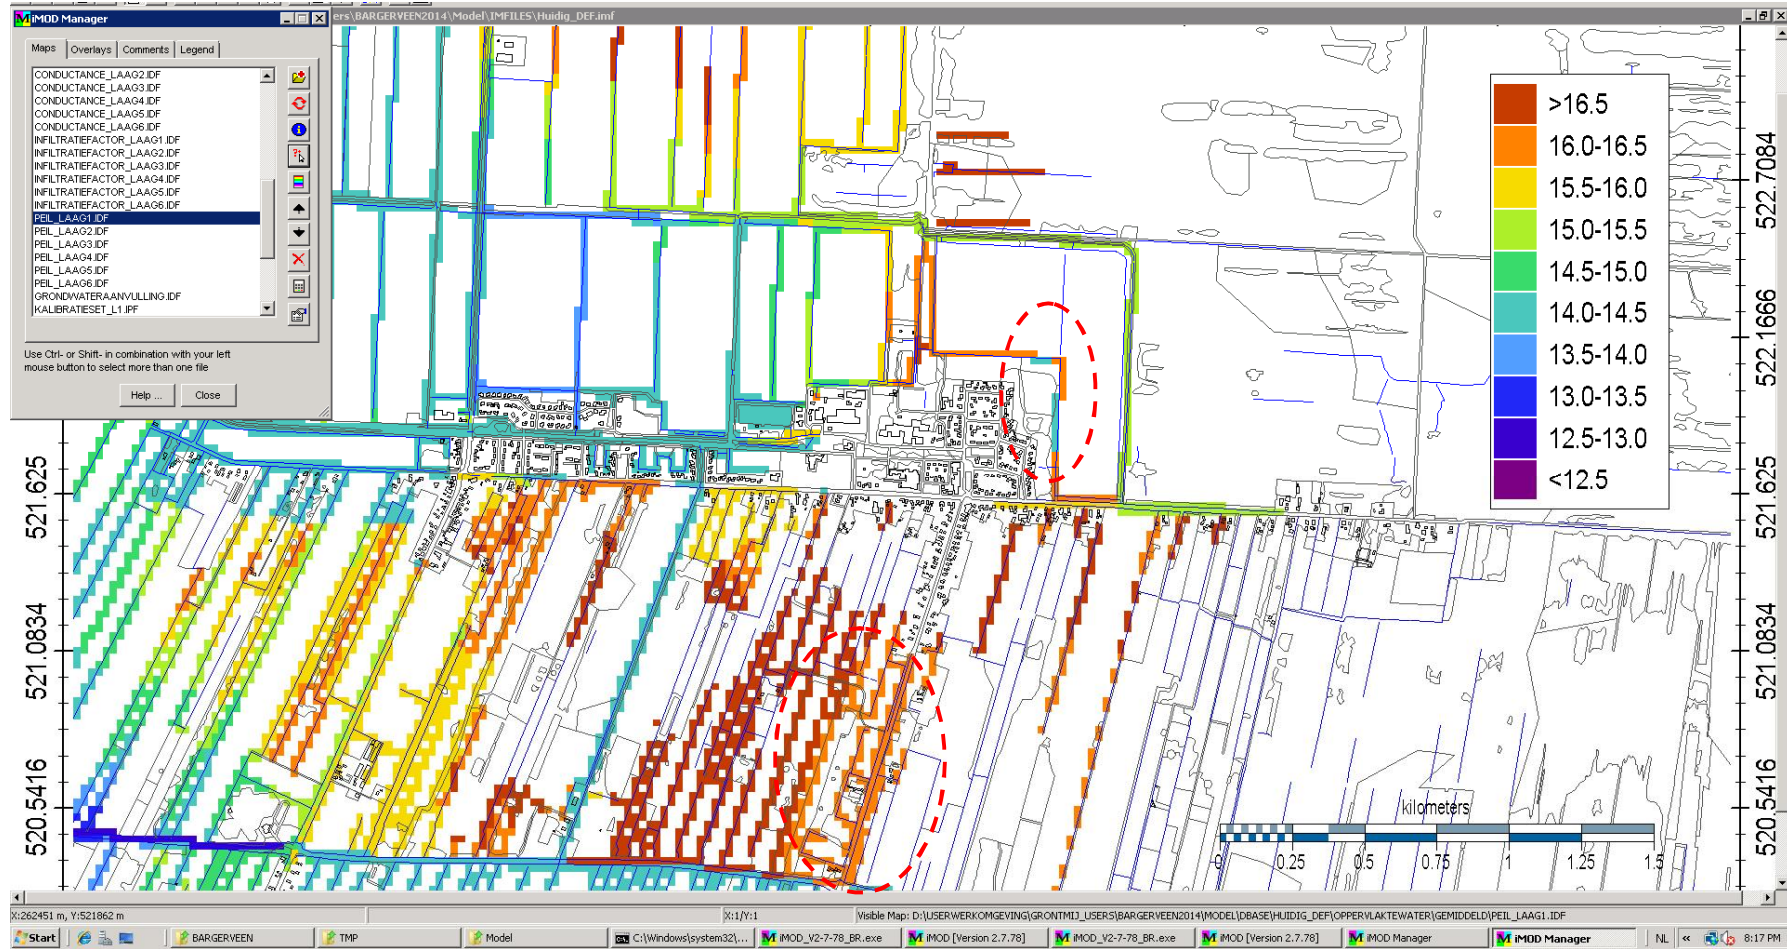 iMOD Manager
ers\BARGERVEEN2014\Model\IMFILES\Huidig_DEF.imf
Maps
Overlays
Comments
Legend
CONDUCTANCE_LAAG2.IDF
CONDUCTANCE_LAAG3.IDF
CONDUCTANCE_LAAG4.IDF
CONDUCTANCE_LAAG5.IDF
CONDUCTANCE_LAAG6.IDF
INFILTRATIEFACTOR_LAAG1.IDF
INFILTRATIEFACTOR_LAAG2.IDF
INFILTRATIEFACTOR_LAAG3.IDF
INFILTRATIEFACTOR_LAAG4.IDF
INFILTRATIEFACTOR_LAAG5.IDF
INFILTRATIEFACTOR_LAAG6.IDF
PEIL_LAAG1.IDF
PEIL_LAAG2.IDF
PEIL_LAAG3.IDF
PEIL_LAAG4.IDF
PEIL_LAAG5.IDF
PEIL_LAAG6.IDF
GRONDWATERAANVULLING.IDF
KALIBRATIESET_L1.IPF
Use Ctrl- or Shift- in combination with your left
mouse button to select more than one file
Help ...
Close
>16.5
16.0-16.5
15.5-16.0
15.0-15.5
14.5-15.0
14.0-14.5
13.5-14.0
13.0-13.5
12.5-13.0
<12.5
522.7084
522.1666
521.625
521.0834
520.5416
521.625
521.0834
520.5416
kilometers
0 0.25 0.5 0.75 1 1.25 1.5
X:262451 m, Y:521862 m
X:1/Y:1
Visible Map: D:\USERWERKOMGEVING\GRONTMIJ_USERS\BARGERVEEN2014\MODEL\DBASE\HUIDIG_DEF\OPPERVLAKTEWATER\GEMIDDELD\PEIL_LAAG1.IDF
Start
BARGERVEEN
TMP
Model
C:\Windows\system32\...
iMOD_V2-7-78_BR.exe
iMOD [Version 2.7.78]
iMOD_V2-7-78_BR.exe
iMOD [Version 2.7.78]
iMOD Manager
iMOD Manager
NL
8:17 PM